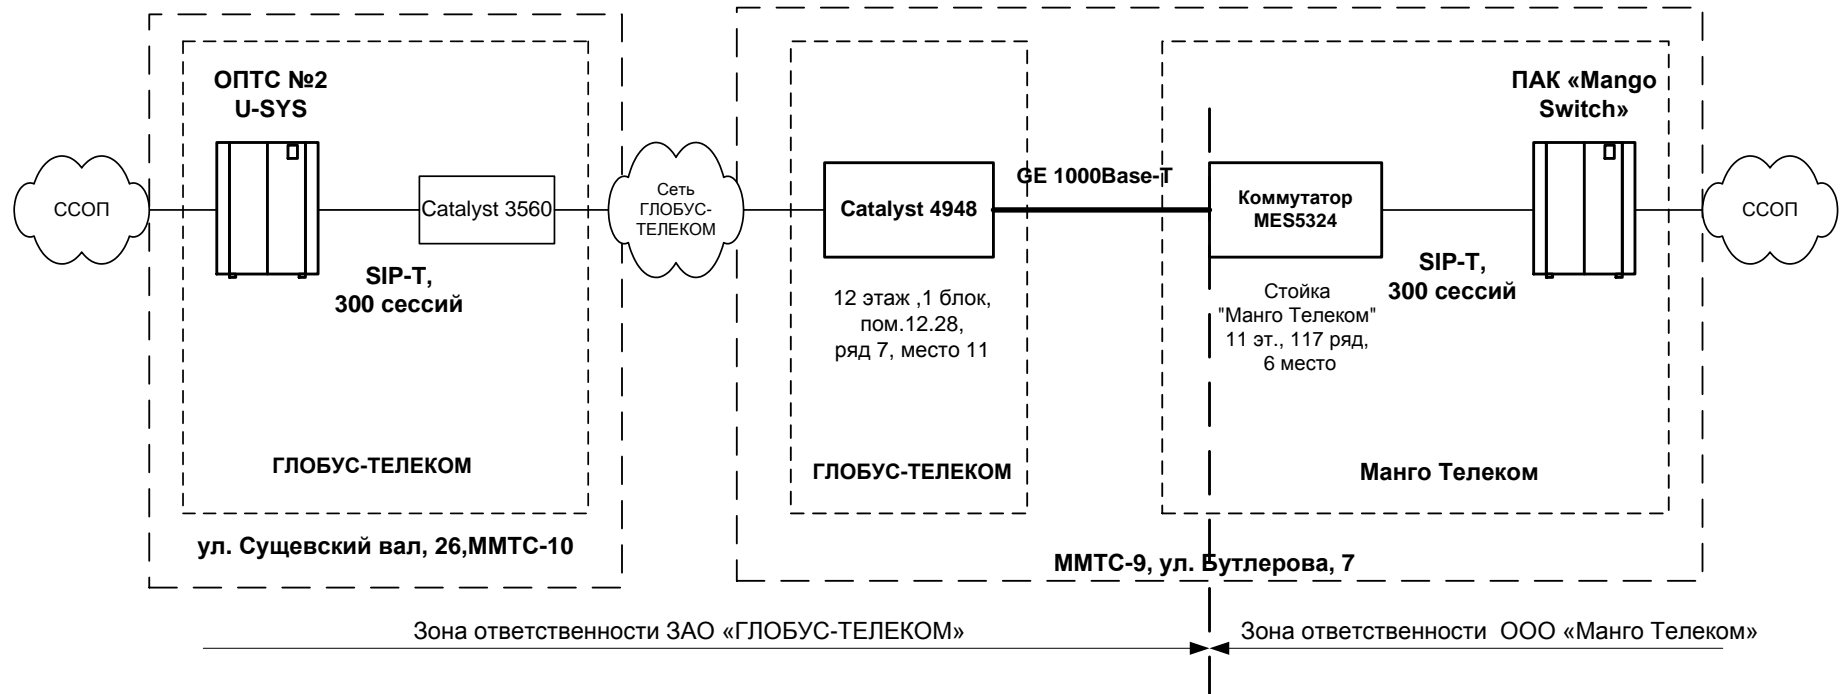 ОПТС №2
U-SYS
ССОП
Catalyst 3560
SIP-T,
300 сессий
ГЛОБУС-ТЕЛЕКОМ
ул. Сущевский вал, 26,ММТС-10
Сеть
ГЛОБУС-
ТЕЛЕКОМ
Catalyst 4948
12 этаж ,1 блок,
пом.12.28,
ряд 7, место 11
ГЛОБУС-ТЕЛЕКОМ
GE 1000Base-T
Коммутатор
MES5324
Стойка
"Манго Телеком"
11 эт., 117 ряд,
6 место
SIP-T,
300 сессий
ПАК «Mango
Switch»
ССОП
Манго Телеком
ММТС-9, ул. Бутлерова, 7
Зона ответственности ЗАО «ГЛОБУС-ТЕЛЕКОМ»
Зона ответственности ООО «Манго Телеком»